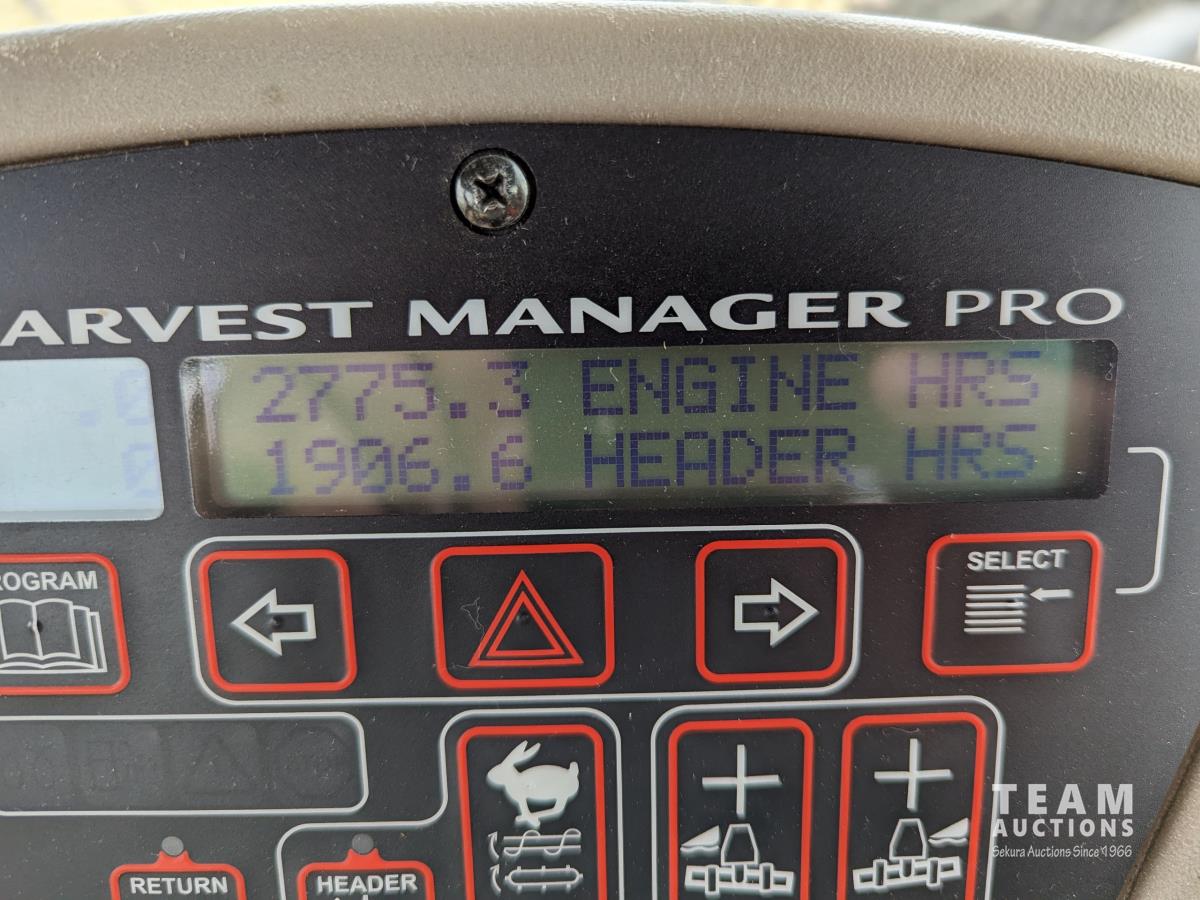 ARVEST MANAGER PRO
2775.3 ENGINE HRS
1906.6 HEADER HRS
ROGRAM
SELECT
RETURN
HEADER
TEAM
AUCTIONS
Sekura Auctions Since 1966